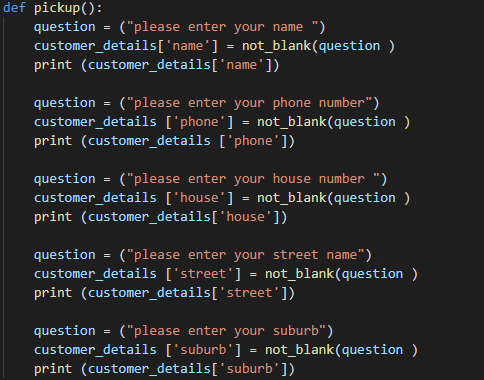 def pickup():
question = ("please enter your name ")
customer_details['name'] = not_blank(question )
print (customer_details['name'])
question = ("please enter your phone number")
customer_details ['phone'] = not_blank(question )
print (customer_details ['phone'])
question = ("please enter your house number ")
customer_details ['house'] = not_blank(question )
print (customer_details['house'])
question = ("please enter your street name")
customer_details ['street'] = not_blank(question )
print (customer_details['street'])
question = ("please enter your suburb")
customer_details ['suburb'] = not_blank(question )
print (customer_details['suburb'])